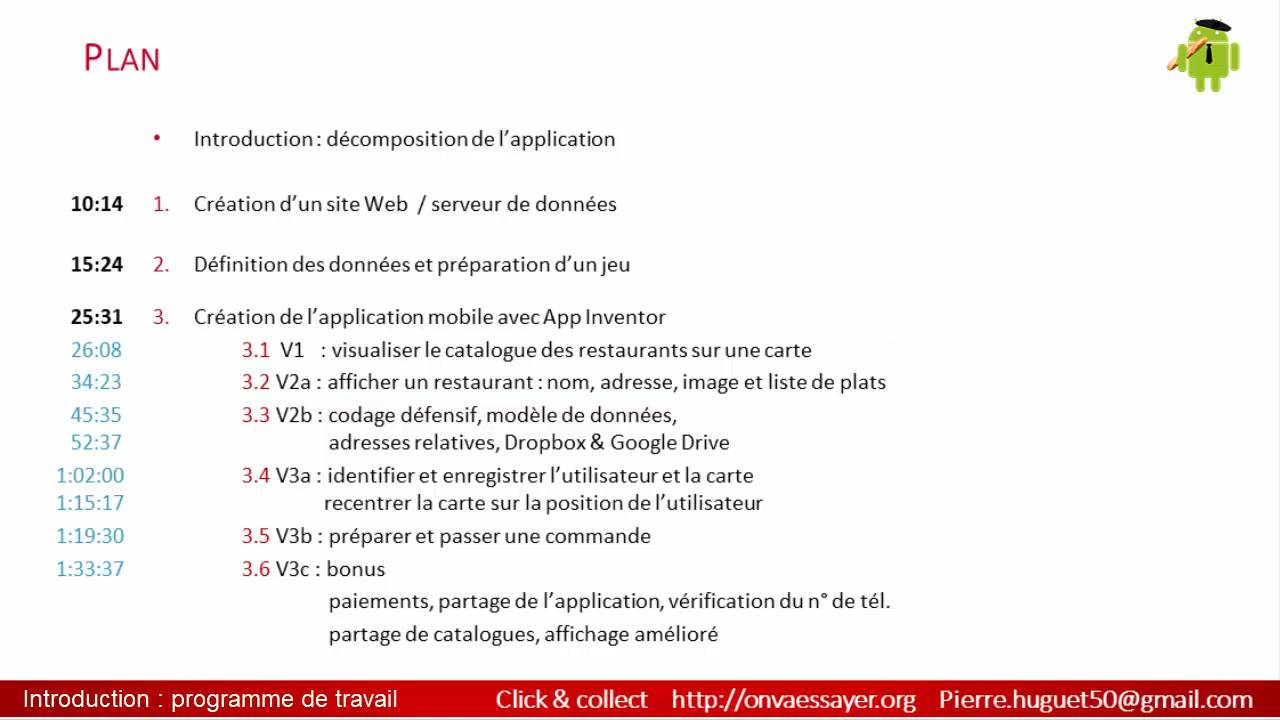 PLAN
• Introduction : décomposition de l’application
10:14 1. Création d’un site Web / serveur de données
15:24 2. Définition des données et préparation d’un jeu
25:31 3. Création de l’application mobile avec App Inventor
26:08 3.1 V1 : visualiser le catalogue des restaurants sur une carte
34:23 3.2 V2a : afficher un restaurant : nom, adresse, image et liste de plats
45:35 3.3 V2b : codage défensif, modèle de données,
52:37 adresses relatives, Dropbox & Google Drive
1:02:00 3.4 V3a : identifier et enregistrer l’utilisateur et la carte
1:15:17 recentrer la carte sur la position de l’utilisateur
1:19:30 3.5 V3b : préparer et passer une commande
1:33:37 3.6 V3c : bonus
paiements, partage de l’application, vérification du n° de tél.
partage de catalogues, affichage amélioré
Introduction : programme de travail Click & collect http://onvaessayer.org Pierre.huguet50@gmail.com